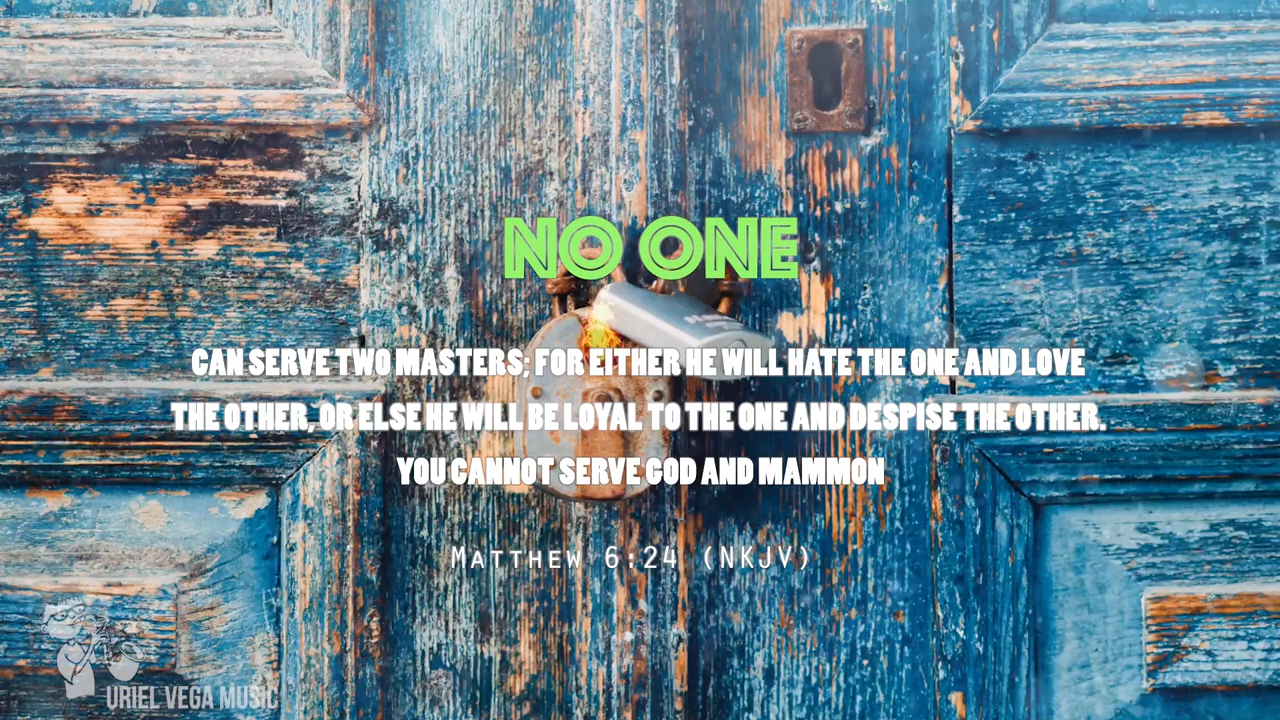 NO ONE
CAN SERVE TWO MASTERS; FOR EITHER HE WILL HATE THE ONE AND LOVE
THE OTHER, OR ELSE HE WILL BE LOYAL TO THE ONE AND DESPISE THE OTHER.
YOU CANNOT SERVE GOD AND MAMMON
Matthew 6:24 (NKJV)
URIEL VEGA MUSIC